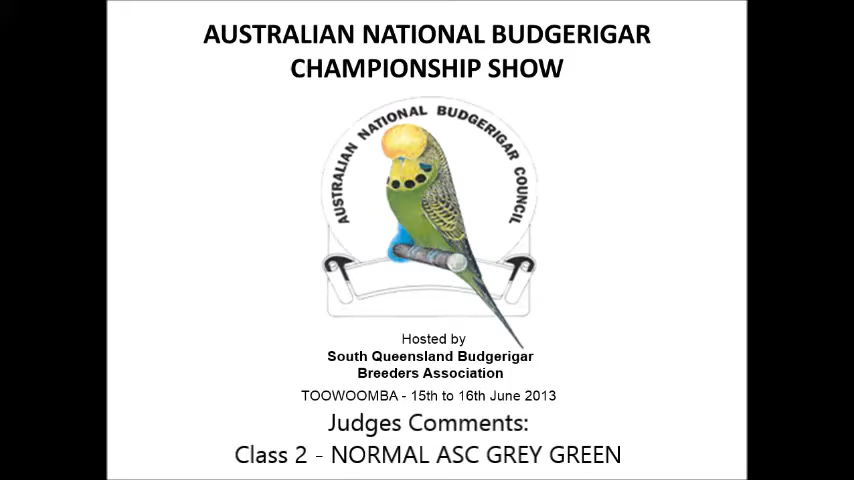 AUSTRALIAN NATIONAL BUDGERIGAR
CHAMPIONSHIP SHOW
AUSTRALIAN NATIONAL BUDGERIGAR COUNCIL
Hosted by
South Queensland Budgerigar
Breeders Association
TOOWOOMBA - 15th to 16th June 2013
Judges Comments:
Class 2 - NORMAL ASC GREY GREEN